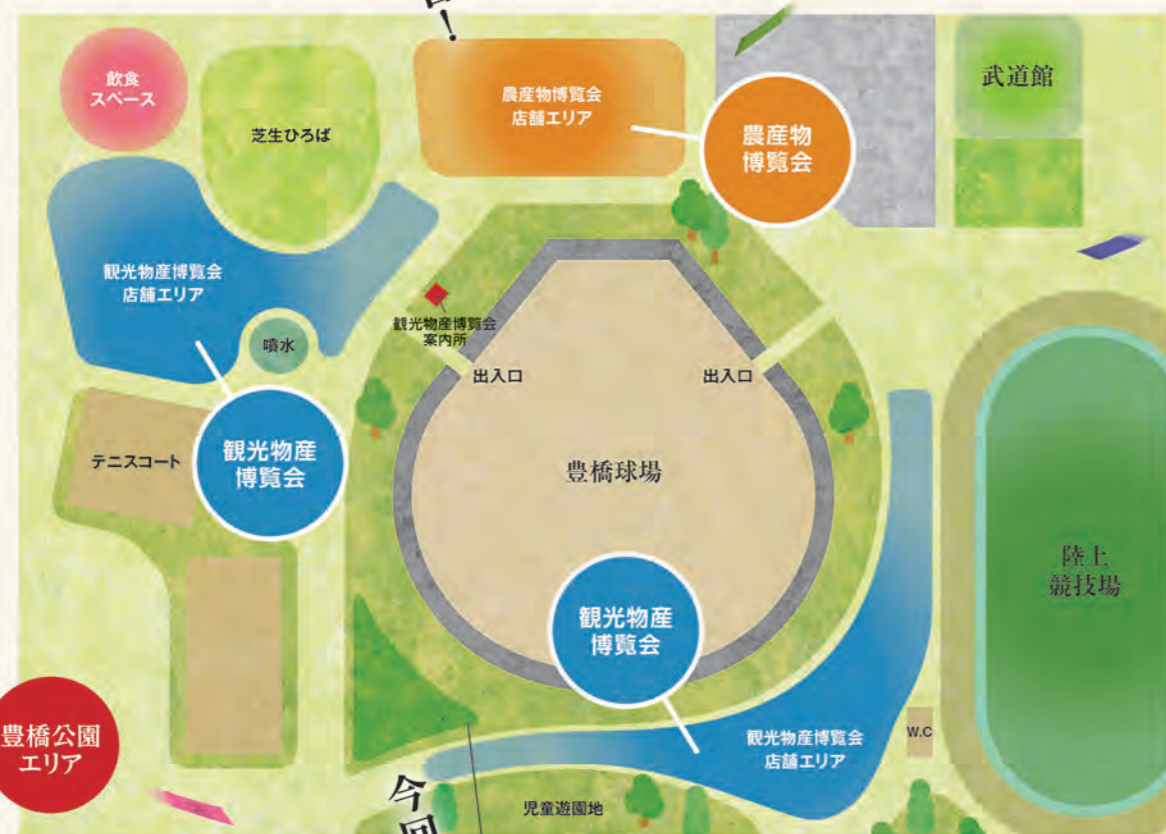 ！
飲食
スペース
芝生ひろば
農産物博覧会
店舗エリア
農産物
博覧会
武道館
観光物産博覧会
店舗エリア
噴水
観光物産博覧会
案内所
出入口
出入口
テニスコート
観光物産
博覧会
豊橋球場
陸上
競技場
観光物産
博覧会
豊橋公園
エリア
観光物産博覧会
店舗エリア
W.C
今回
児童遊園地